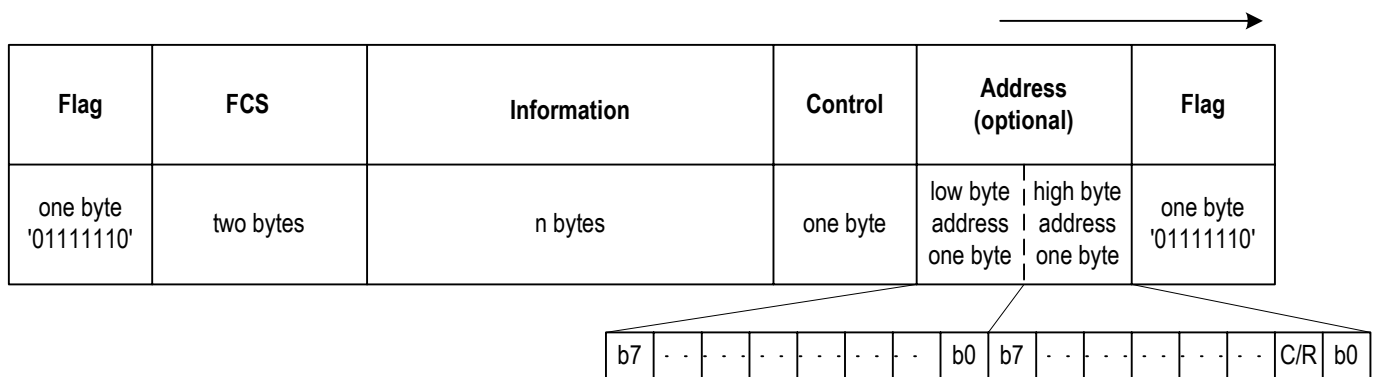 Flag
FCS
Information
Control
Address
(optional)
Flag
one byte
'01111110'
two bytes
n bytes
one byte
low byte
address
one byte
high byte
address
one byte
one byte
'01111110'
b7 - - - - - - - - - - - - b0 b7 - - - - - - - - - - C/R b0